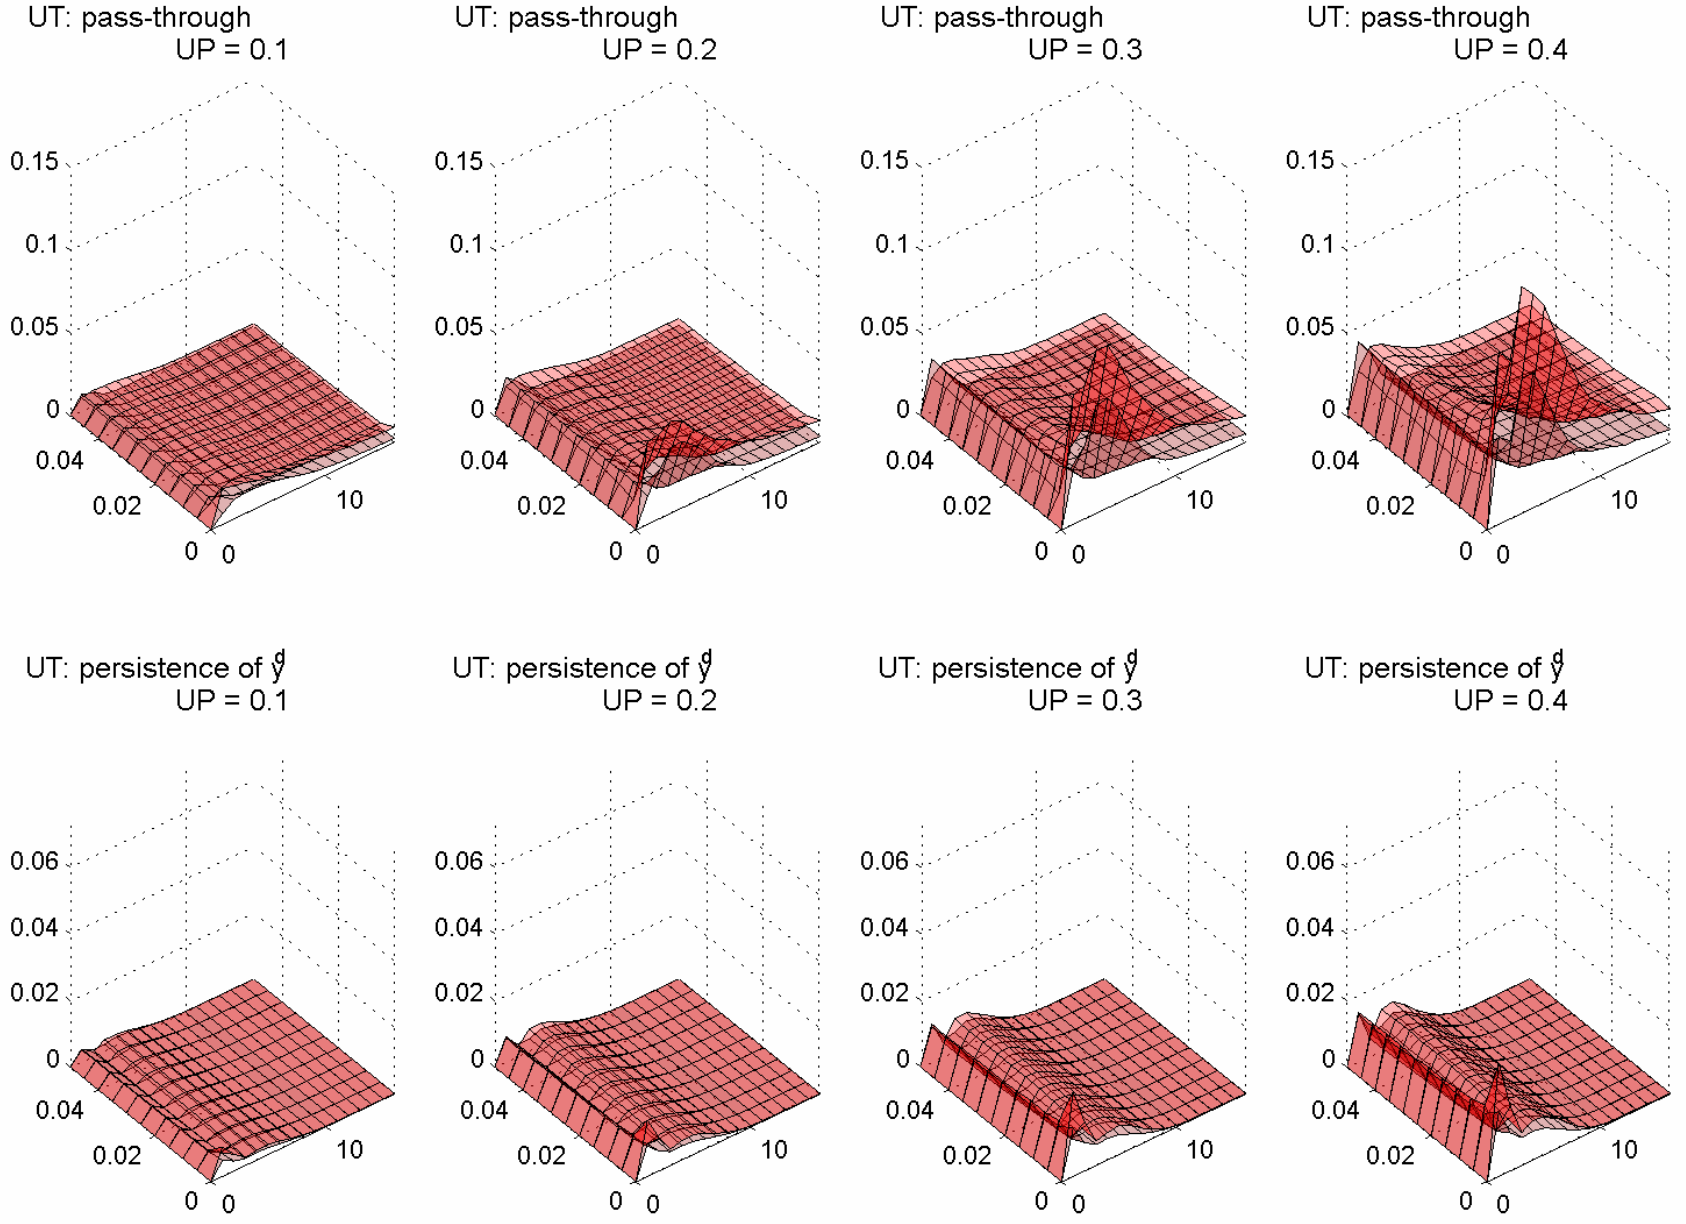 UT: pass-through UT: pass-through UT: pass-through UT: pass-through
UP = 0.1 UP = 0.2 UP = 0.3 UP = 0.4
0.15 0.15 0.15 0.15
0.1 0.1 0.1 0.1
0.05 0.05 0.05 0.05
0 0 0 0
0.04 0.04 0.04 0.04
0.02 10 0.02 10 0.02 10 0.02 10
0 0 0 0 0 0 0 0
UT: persistence of y^d UT: persistence of y^d UT: persistence of y^d UT: persistence of y^d
UP = 0.1 UP = 0.2 UP = 0.3 UP = 0.4
0.06 0.06 0.06 0.06
0.04 0.04 0.04 0.04
0.02 0.02 0.02 0.02
0 0 0 0
0.04 0.04 0.04 0.04
0.02 10 0.02 10 0.02 10 0.02 10
0 0 0 0 0 0 0 0